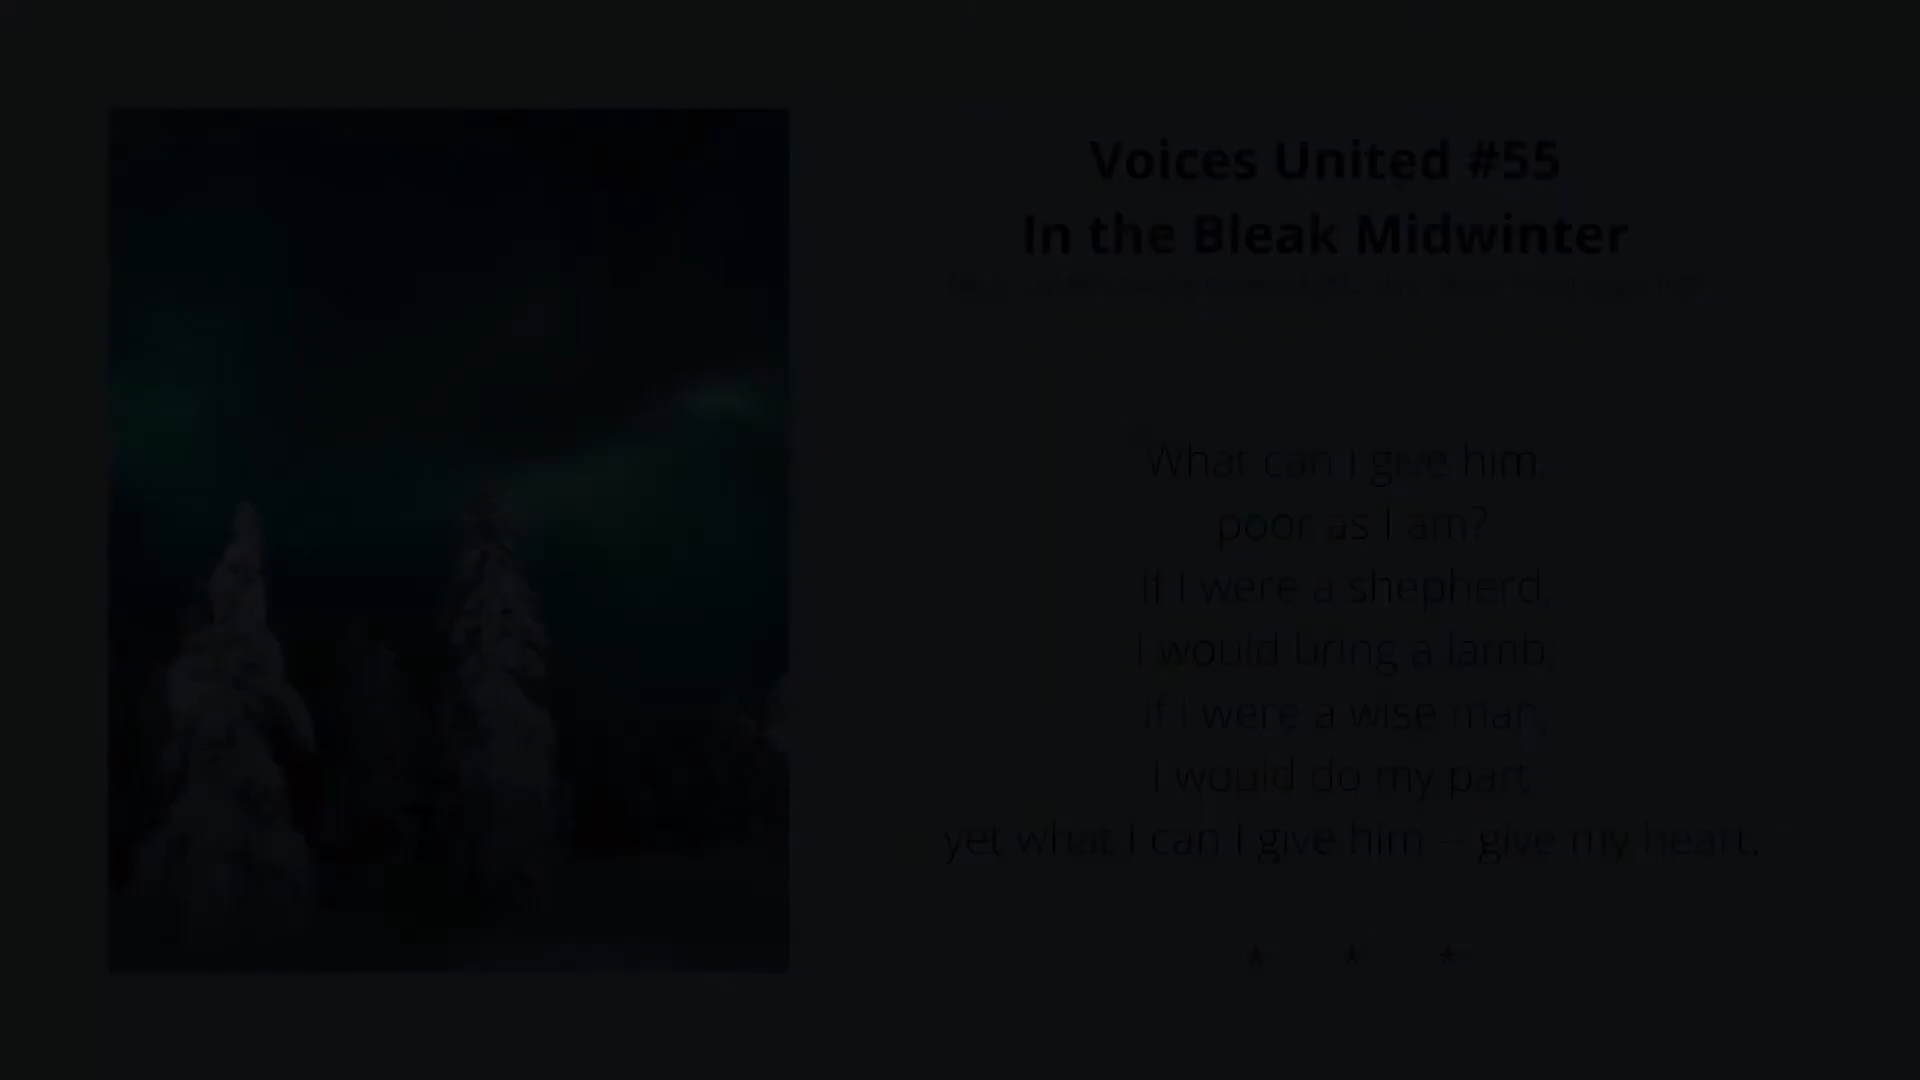 Voices United #55
In the Bleak Midwinter
What can I give him,
poor as I am?
If I were a shepherd,
I would bring a lamb,
If I were a wise man,
I would do my part;
yet what I can I give him – give my heart.
* * *